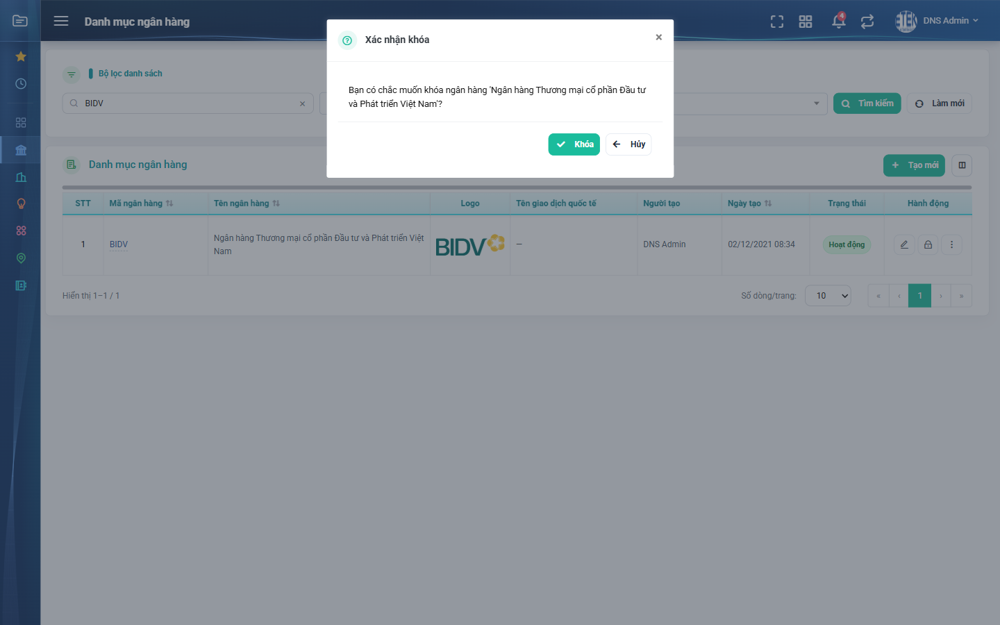 Danh mục ngân hàng
4
DNS Admin
Xác nhận khóa
×
Bạn có chắc muốn khóa ngân hàng 'Ngân hàng Thương mại cổ phần Đầu tư
và Phát triển Việt Nam'?
Khóa
Hủy
Bộ lọc danh sách
BIDV
Tìm kiếm
Làm mới
Danh mục ngân hàng
Tạo mới
STT
Mã ngân hàng
Tên ngân hàng
Logo
Tên giao dịch quốc tế
Người tạo
Ngày tạo
Trạng thái
Hành động
1
BIDV
Ngân hàng Thương mại cổ phần Đầu tư và Phát triển Việt
Nam
BIDV
—
DNS Admin
02/12/2021 08:34
Hoạt động
Hiển thị 1–1 / 1
Số dòng/trang:
10
« ‹ 1 › »